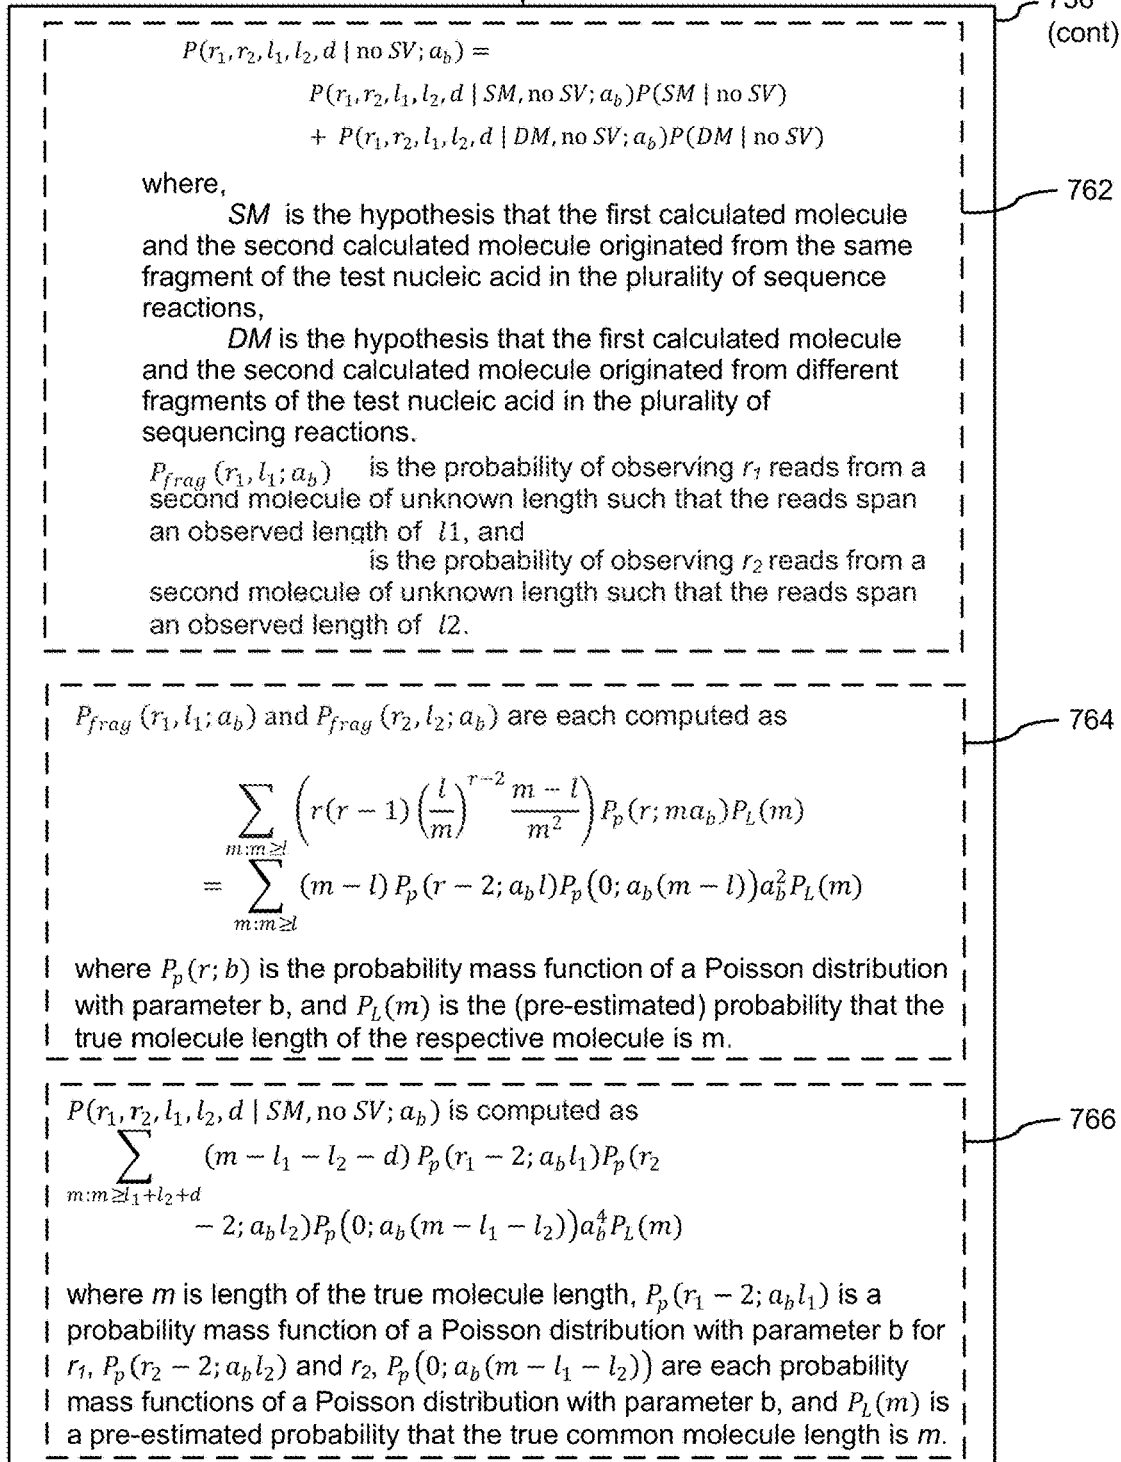 756
(cont)
P(r₁, r₂, l₁, l₂, d | no SV; a_b) =
P(r₁, r₂, l₁, l₂, d | SM, no SV; a_b)P(SM | no SV)
+ P(r₁, r₂, l₁, l₂, d | DM, no SV; a_b)P(DM | no SV)
where,
762
SM is the hypothesis that the first calculated molecule
and the second calculated molecule originated from the same
fragment of the test nucleic acid in the plurality of sequence
reactions,
DM is the hypothesis that the first calculated molecule
and the second calculated molecule originated from different
fragments of the test nucleic acid in the plurality of
sequencing reactions.
P_frag (r₁, l₁; a_b) is the probability of observing r₁ reads from a
second molecule of unknown length such that the reads span
an observed length of l1, and
is the probability of observing r₂ reads from a
second molecule of unknown length such that the reads span
an observed length of l2.
P_frag (r₁, l₁; a_b) and P_frag (r₂, l₂; a_b) are each computed as
764
∑_{m:m≥l} (r(r − 1) (l/m)^{r−2} (m − l)/m²) P_p(r; ma_b)P_L(m)
= ∑_{m:m≥l} (m − l) P_p(r − 2; a_b l)P_p(0; a_b(m − l))a_b² P_L(m)
where P_p(r; b) is the probability mass function of a Poisson distribution
with parameter b, and P_L(m) is the (pre-estimated) probability that the
true molecule length of the respective molecule is m.
P(r₁, r₂, l₁, l₂, d | SM, no SV; a_b) is computed as
766
∑_{m:m≥l₁+l₂+d} (m − l₁ − l₂ − d) P_p(r₁ − 2; a_b l₁)P_p(r₂
− 2; a_b l₂)P_p(0; a_b(m − l₁ − l₂))a_b⁴ P_L(m)
where m is length of the true molecule length, P_p(r₁ − 2; a_b l₁) is a
probability mass function of a Poisson distribution with parameter b for
r₁, P_p(r₂ − 2; a_b l₂) and r₂, P_p(0; a_b(m − l₁ − l₂)) are each probability
mass functions of a Poisson distribution with parameter b, and P_L(m) is
a pre-estimated probability that the true common molecule length is m.